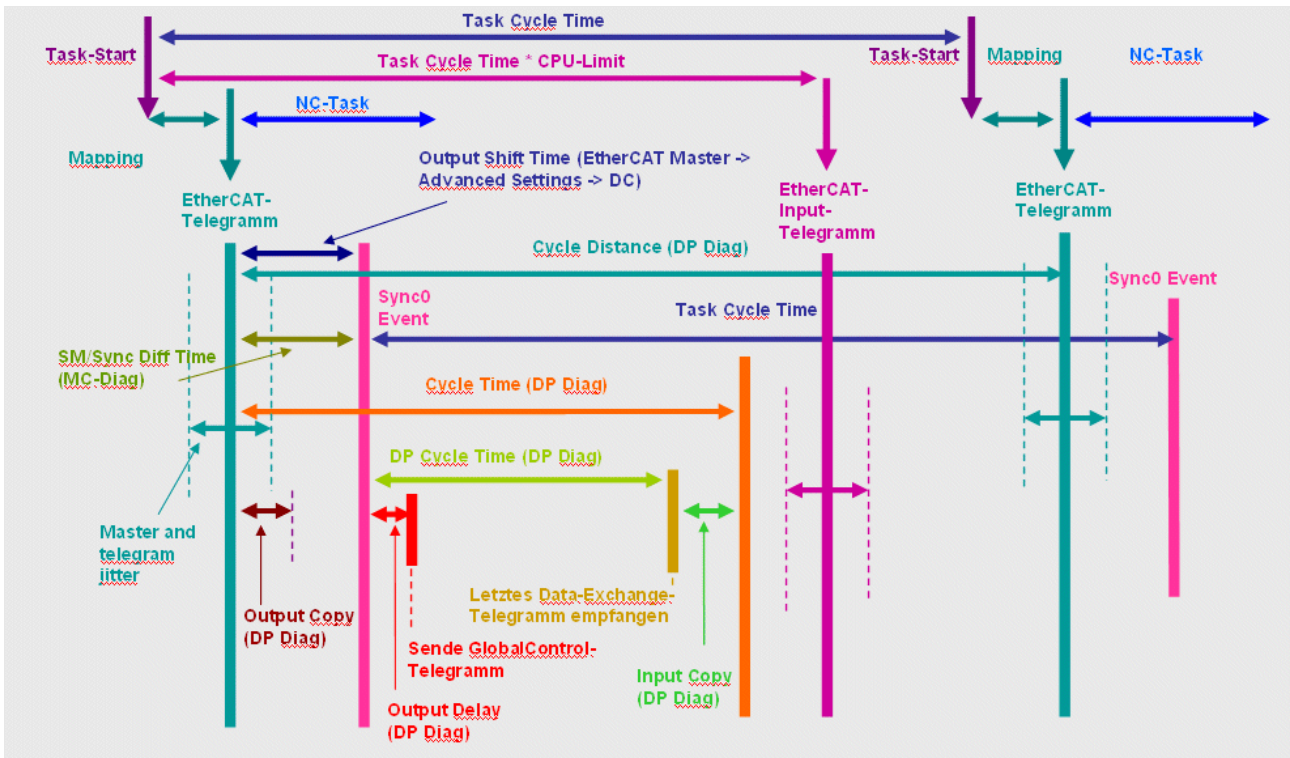 Task Cycle Time
Task-Start
Task Cycle Time * CPU-Limit
Task-Start
Mapping
NC-Task
NC-Task
Mapping
Output Shift Time (EtherCAT Master ->
Advanced Settings -> DC)
EtherCAT-
Telegramm
EtherCAT-
Input-
Telegramm
EtherCAT-
Telegramm
Cycle Distance (DP Diag)
Sync0 Event
Sync0
Event
Task Cycle Time
SM/Sync Diff Time
(MC-Diag)
Cycle Time (DP Diag)
DP Cycle Time (DP Diag)
Master and
telegram
jitter
Output Copy
(DP Diag)
Letztes Data-Exchange-
Telegramm empfangen
Sende GlobalControl-
Telegramm
Input Copy
(DP Diag)
Output Delay
(DP Diag)